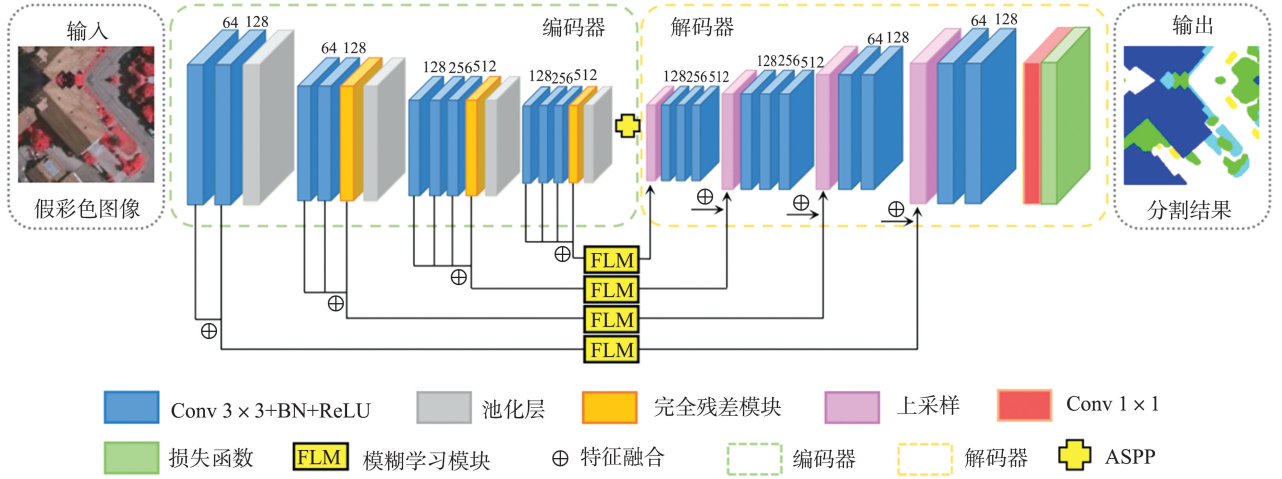 输入
假彩色图像
编码器
64 128
64 128
128 256 512
128 256 512
解码器
128 256 512
128 256 512
64 128
64 128
输出
分割结果
⊕
⊕
⊕
⊕
⊕
⊕
⊕
FLM
FLM
FLM
FLM
Conv 3 × 3+BN+ReLU
池化层
完全残差模块
上采样
Conv 1 × 1
损失函数
FLM 模糊学习模块
⊕ 特征融合
编码器
解码器
ASPP